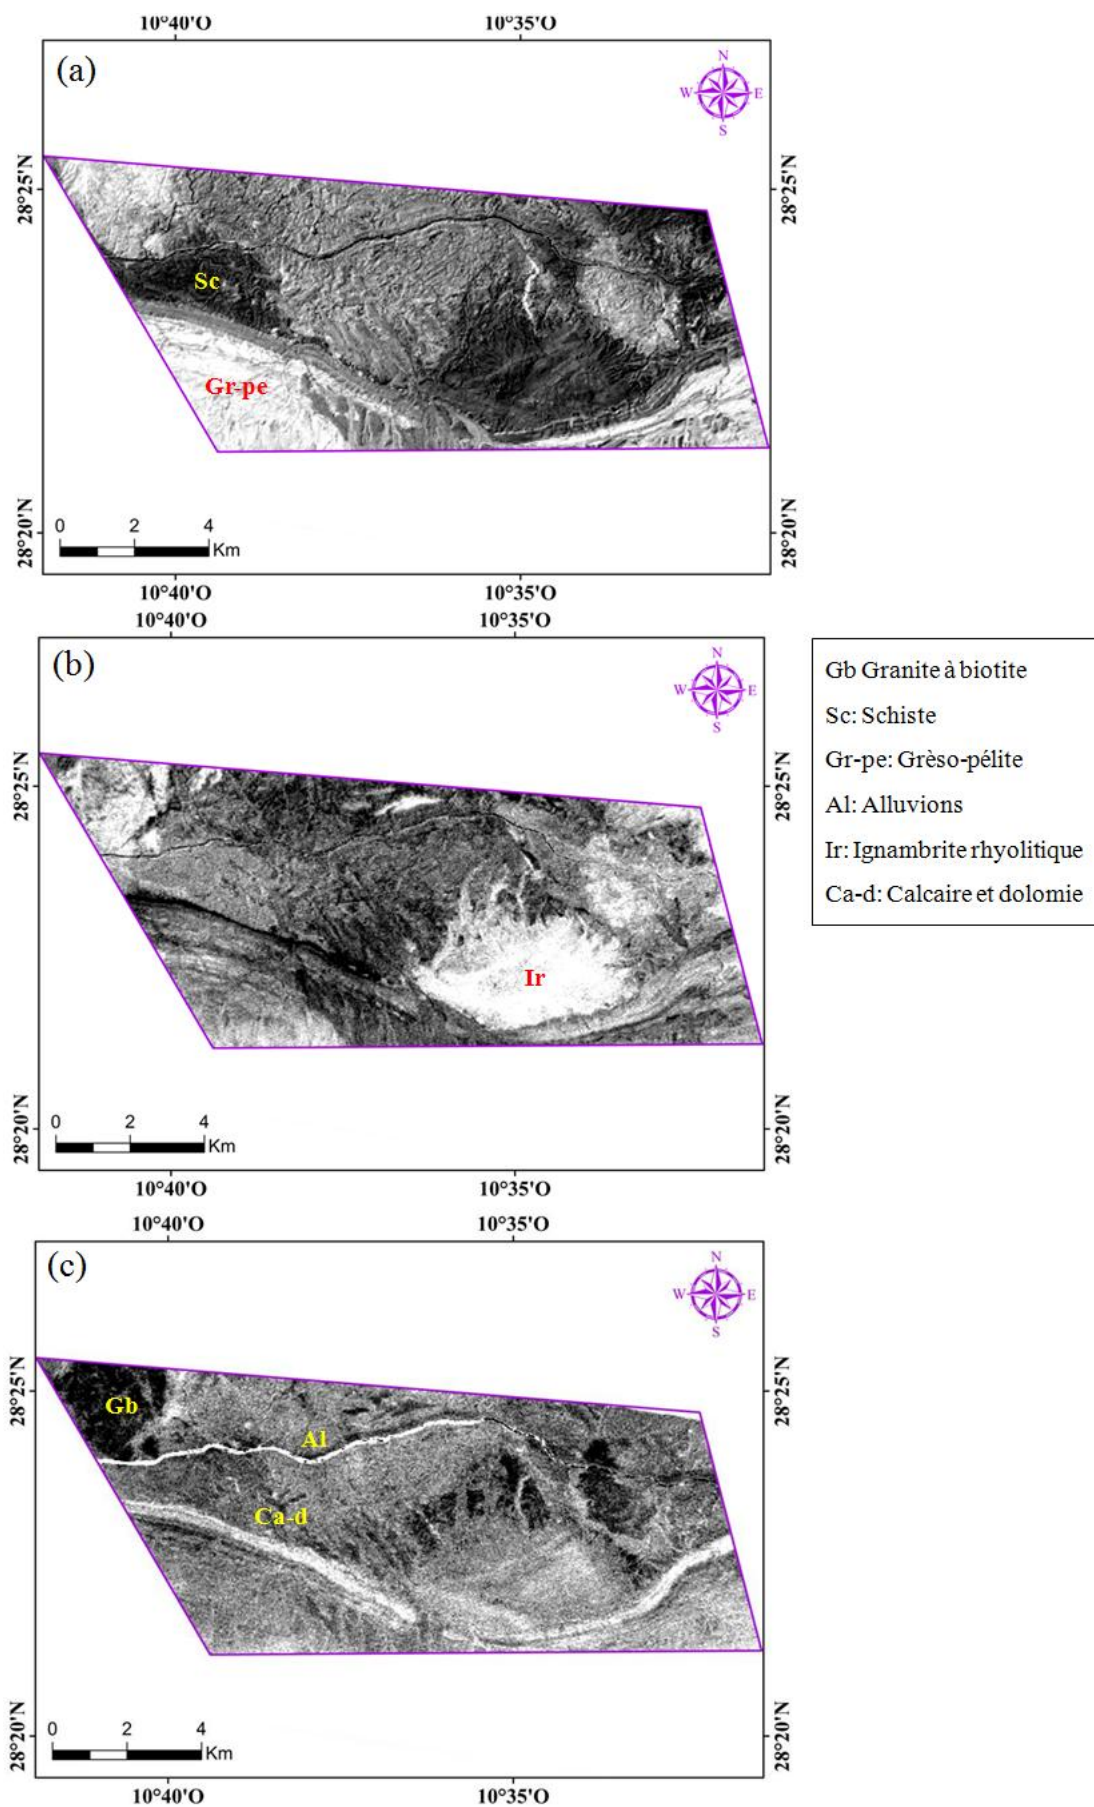 10°40'O 10°35'O
(a)
N
W E
S
28°25'N 28°25'N
Sc
Gr-pe
28°20'N 28°20'N
0 2 4
Km
10°40'O 10°35'O
10°40'O 10°35'O
(b)
N
W E
S
Gb Granite à biotite
Sc: Schiste
Gr-pe: Grèso-pélite
Al: Alluvions
Ir: Ignambrite rhyolitique
Ca-d: Calcaire et dolomie
28°25'N 28°25'N
Ir
28°20'N 28°20'N
0 2 4
Km
10°40'O 10°35'O
10°40'O 10°35'O
(c)
N
W E
S
28°25'N 28°25'N
Gb
Al
Ca-d
28°20'N 28°20'N
0 2 4
Km
10°40'O 10°35'O